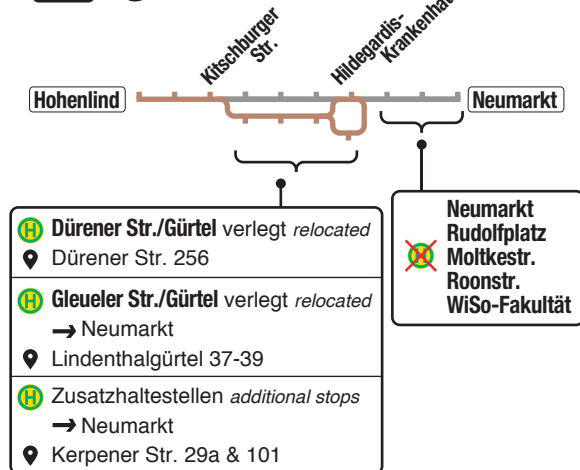 Kitschburger
Str.
Hildegardis-
Hohenlind
Neumarkt
H Dürener Str./Gürtel verlegt relocated
Dürener Str. 256
H Gleueler Str./Gürtel verlegt relocated
→ Neumarkt
Lindenthalgürtel 37-39
H Zusatzhaltestellen additional stops
→ Neumarkt
Kerpener Str. 29a & 101
Neumarkt
Rudolfplatz
H Moltkestr.
Roonstr.
WiSo-Fakultät